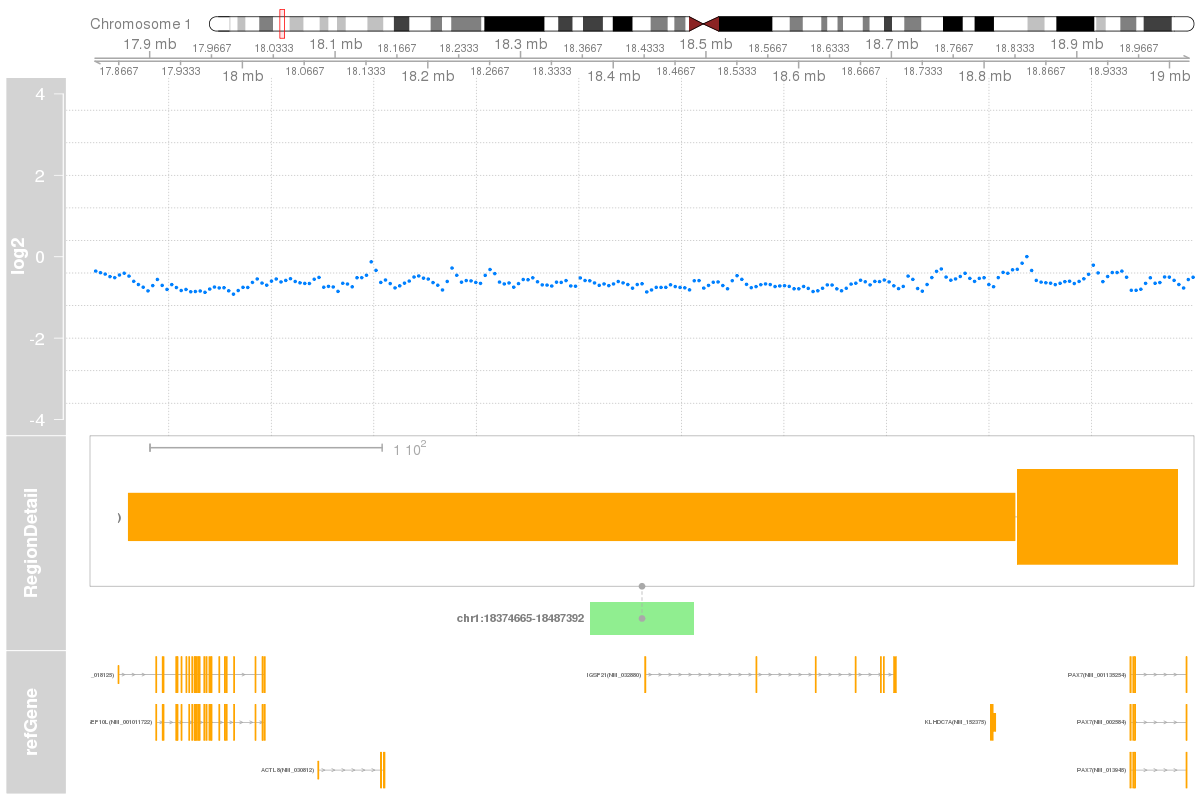 Chromosome 1
17.9 mb 18.1 mb 18.3 mb 18.5 mb 18.7 mb 18.9 mb
17.9667 18.0333 18.1667 18.2333 18.3667 18.4333 18.5667 18.6333 18.7667 18.8333 18.9667
17.8667 17.9333 18.0667 18.1333 18.2667 18.3333 18.4667 18.5333 18.6667 18.7333 18.8667 18.9333
18 mb 18.2 mb 18.4 mb 18.6 mb 18.8 mb 19 mb
4
2
0
-2
-4
log2
1 10²
)
RegionDetail
chr1:18374665-18487392
refGene
_018125) IGSF21(NM_032880) PAX7(NM_001135254)
EF10L(NM_001011722) KLHDC7A(NM_152375) PAX7(NM_002584)
ACTL8(NM_030812) PAX7(NM_013945)